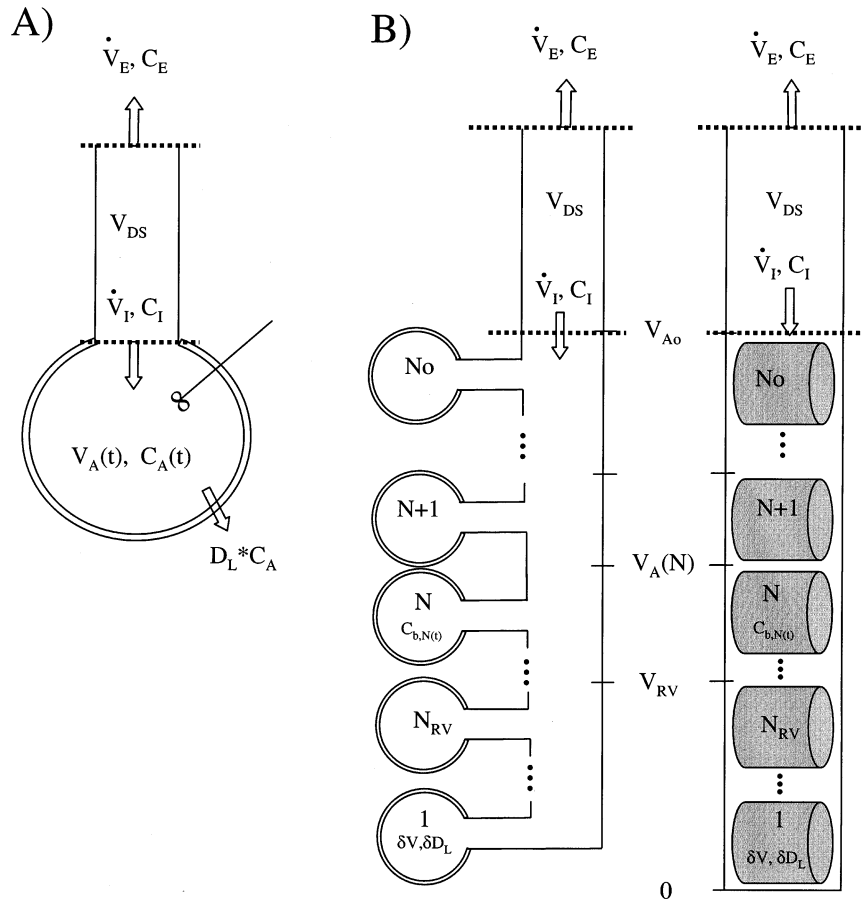 A)
V̇E, CE
VDS
V̇I, CI
VA(t), CA(t)
DL*CA
B)
V̇E, CE
VDS
V̇I, CI
No
N+1
N
Cb,N(t)
NRV
1
δV,δDL
VAo
VA(N)
VRV
0
V̇E, CE
VDS
V̇I, CI
No
N+1
N
Cb,N(t)
NRV
1
δV, δDL